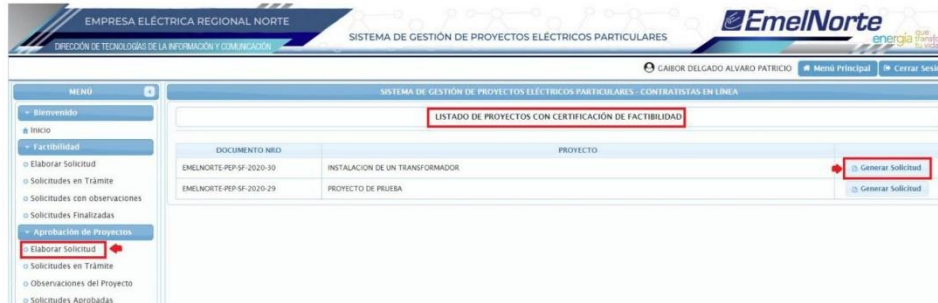 EMPRESA ELÉCTRICA REGIONAL NORTE
DIRECCIÓN DE TECNOLOGÍAS DE LA INFORMACIÓN Y COMUNICACIÓN
SISTEMA DE GESTIÓN DE PROYECTOS ELÉCTRICOS PARTICULARES
EmelNorte
energía que
tu vida
GAIBOR DELGADO ALVARO PATRICIO Menú Principal Cerrar Sesi
MENÚ
Bienvenido
Inicio
Factibilidad
Elaborar Solicitud
Solicitudes en Trámite
Solicitudes con observaciones
Solicitudes Finalizadas
Aprobación de Proyectos
Elaborar Solicitud
Solicitudes en Trámite
Observaciones del Proyecto
Solicitudes Aprobadas
SISTEMA DE GESTIÓN DE PROYECTOS ELÉCTRICOS PARTICULARES - CONTRATISTAS EN LÍNEA
LISTADO DE PROYECTOS CON CERTIFICACIÓN DE FACTIBILIDAD
DOCUMENTO NRO PROYECTO
EMELNORTE-PEP-SF-2020-30 INSTALACION DE UN TRANSFORMADOR Generar Solicitud
EMELNORTE-PEP-SF-2020-29 PROYECTO DE PRUEBA Generar Solicitud